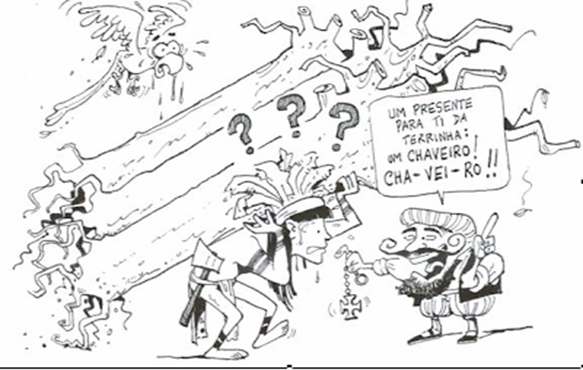 ? ? ?
UM PRESENTE
PARA TI DA
TERRINHA:
UM CHAVEIRO!
CHA-VEI-RO!!